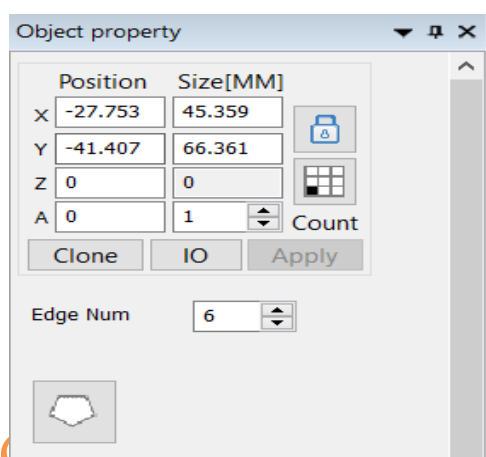 Object property
Position Size[MM]
X -27.753 45.359
Y -41.407 66.361
Z 0 0
A 0 1 Count
Clone IO Apply
Edge Num 6